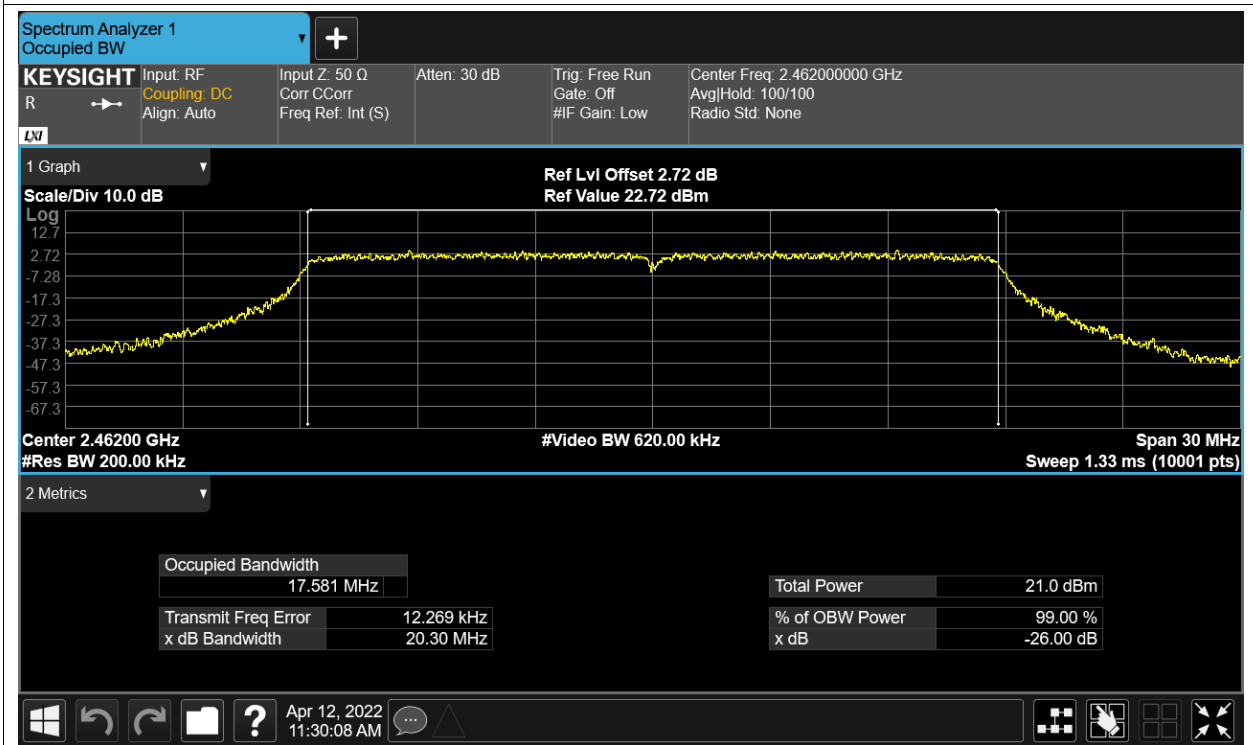 Spectrum Analyzer 1
Occupied BW
KEYSIGHT
R
LXI
Input: RF
Coupling: DC
Align: Auto
Input Z: 50 Ω
Corr CCorr
Freq Ref: Int (S)
Atten: 30 dB
Trig: Free Run
Gate: Off
#IF Gain: Low
Center Freq: 2.462000000 GHz
Avg|Hold: 100/100
Radio Std: None
1 Graph
Scale/Div 10.0 dB
Ref Lvl Offset 2.72 dB
Ref Value 22.72 dBm
Log
12.7
2.72
-7.28
-17.3
-27.3
-37.3
-47.3
-57.3
-67.3
Center 2.46200 GHz
#Video BW 620.00 kHz
Span 30 MHz
#Res BW 200.00 kHz
Sweep 1.33 ms (10001 pts)
2 Metrics
Occupied Bandwidth
17.581 MHz
Total Power 21.0 dBm
Transmit Freq Error 12.269 kHz
% of OBW Power 99.00 %
x dB Bandwidth 20.30 MHz
x dB -26.00 dB
?
Apr 12, 2022
11:30:08 AM